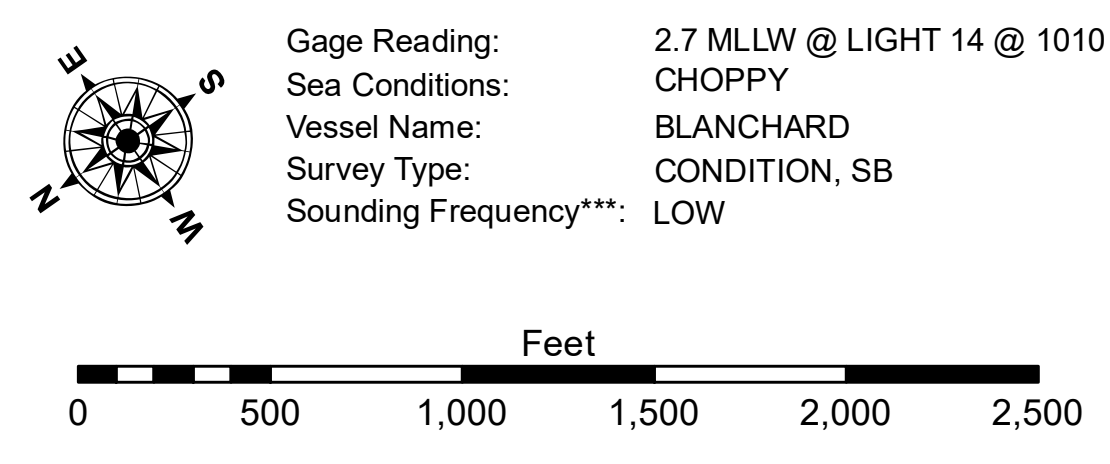 E
S
N
W
Gage Reading: 2.7 MLLW @ LIGHT 14 @ 1010
Sea Conditions: CHOPPY
Vessel Name: BLANCHARD
Survey Type: CONDITION, SB
Sounding Frequency***: LOW
Feet
0 500 1,000 1,500 2,000 2,500